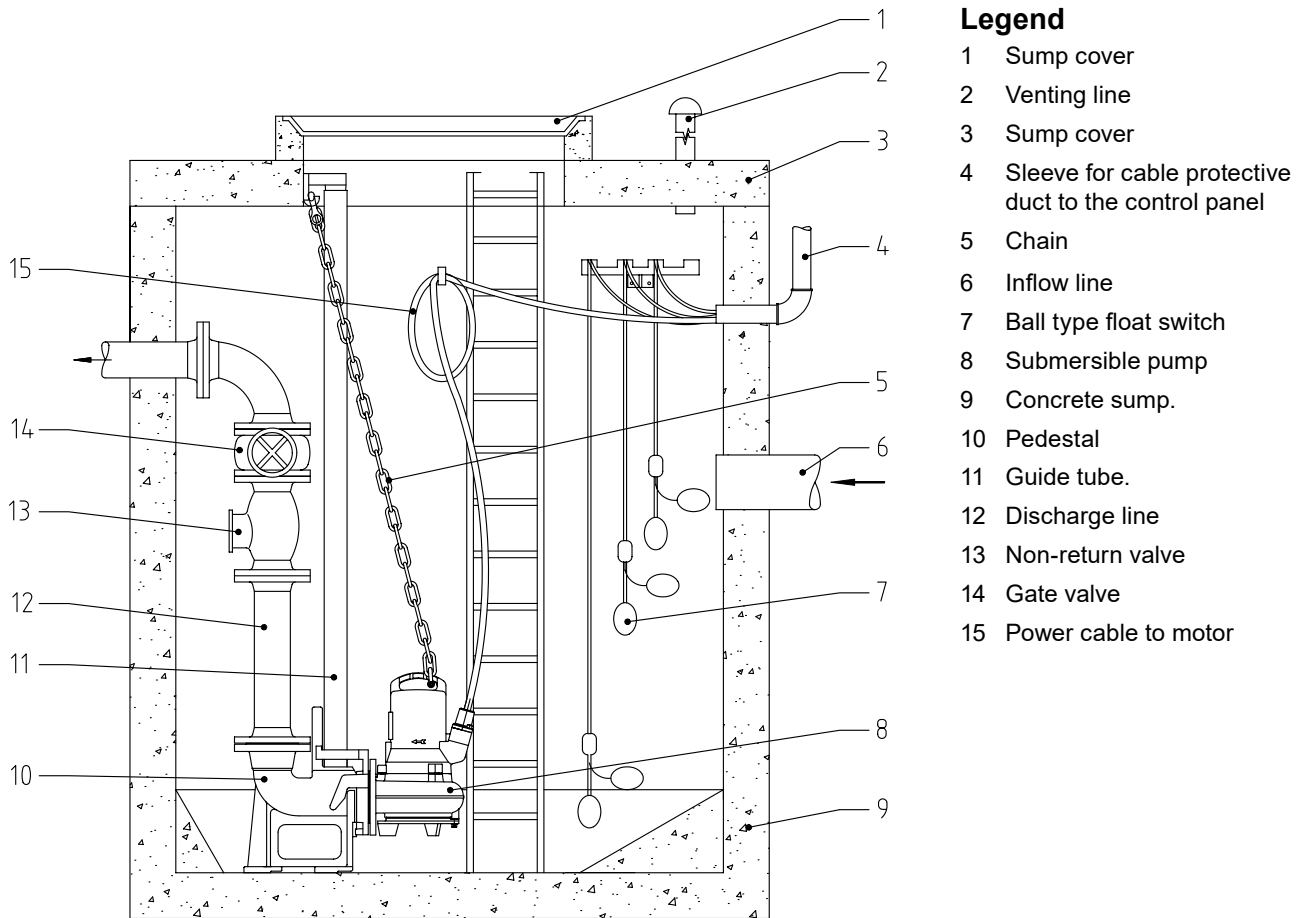 Legend
1 Sump cover
2 Venting line
3 Sump cover
4 Sleeve for cable protective
duct to the control panel
5 Chain
6 Inflow line
7 Ball type float switch
8 Submersible pump
9 Concrete sump.
10 Pedestal
11 Guide tube.
12 Discharge line
13 Non-return valve
14 Gate valve
15 Power cable to motor
1
2
3
4
15
5
14
6
13
7
12
11
8
10
9